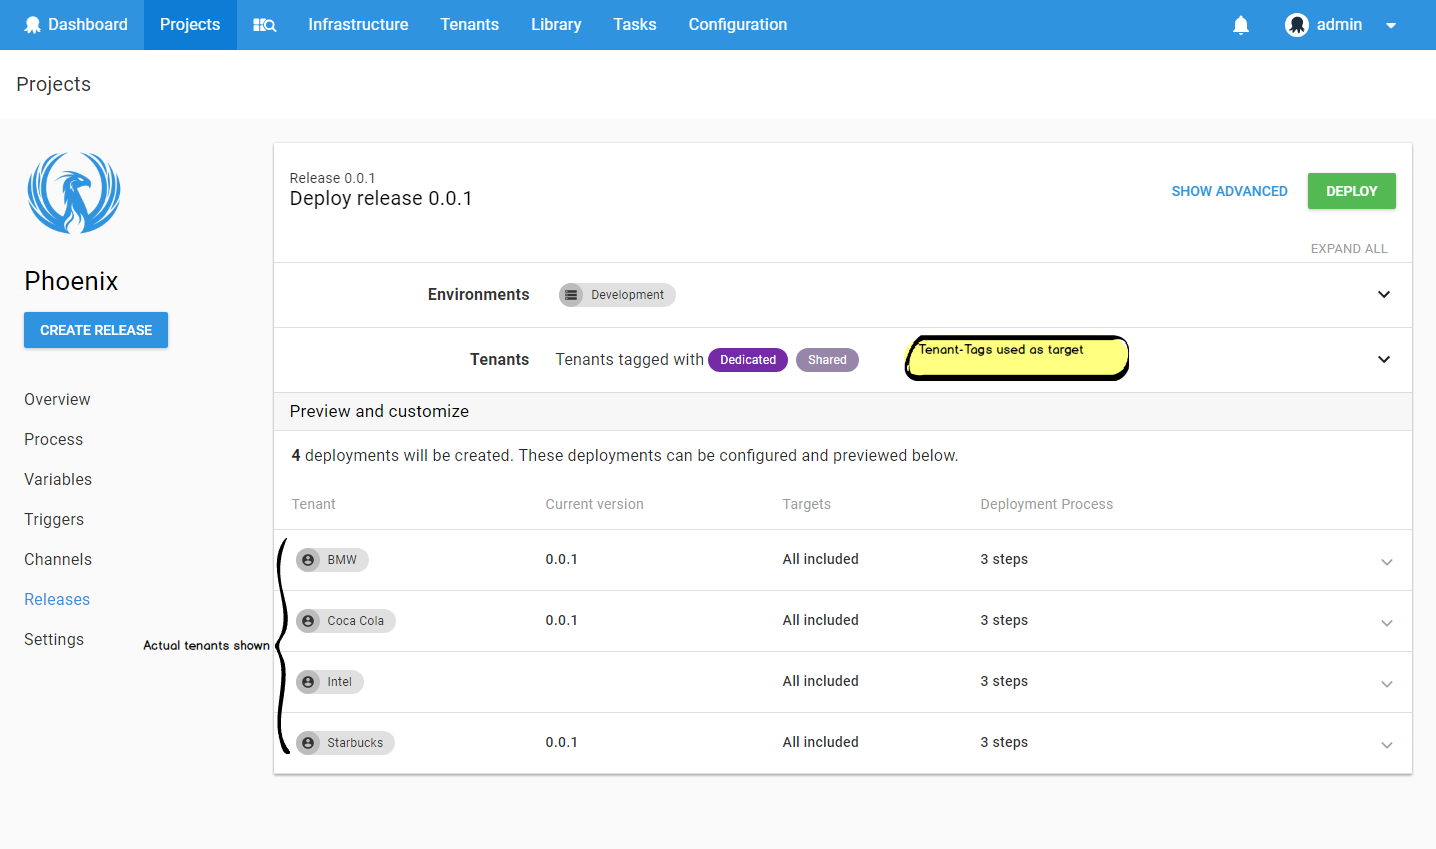 Dashboard Projects Infrastructure Tenants Library Tasks Configuration admin
Projects
Phoenix
CREATE RELEASE
Overview
Process
Variables
Triggers
Channels
Releases
Settings
Release 0.0.1
Deploy release 0.0.1
SHOW ADVANCED DEPLOY
EXPAND ALL
Environments Development
Tenants Tenants tagged with Dedicated Shared Tenant-Tags used as target
Preview and customize
4 deployments will be created. These deployments can be configured and previewed below.
Tenant Current version Targets Deployment Process
BMW 0.0.1 All included 3 steps
Coca Cola 0.0.1 All included 3 steps
Actual tenants shown
Intel All included 3 steps
Starbucks 0.0.1 All included 3 steps